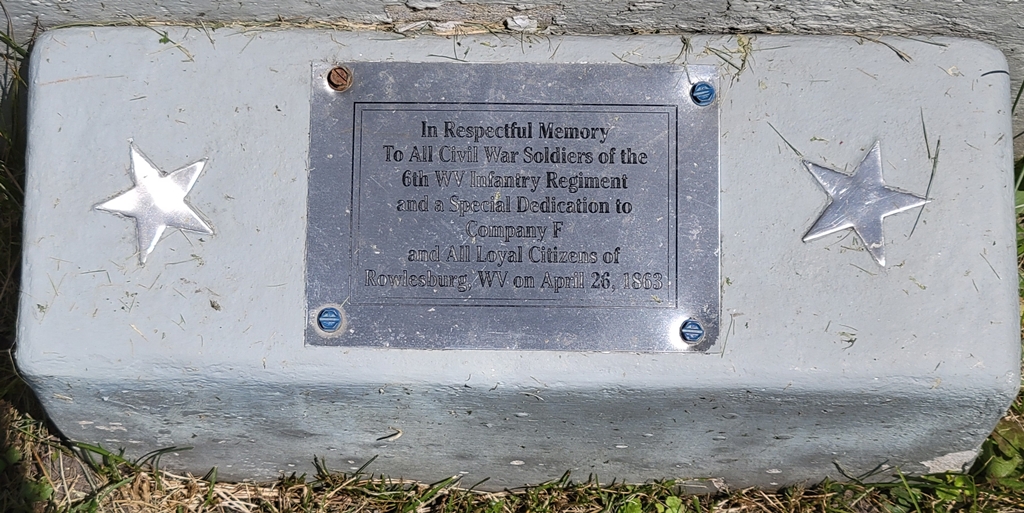 In Respectful Memory
To All Civil War Soldiers of the
6th WV Infantry Regiment
and a Special Dedication to
Company F
and All Loyal Citizens of
Rowlesburg, WV on April 26, 1863